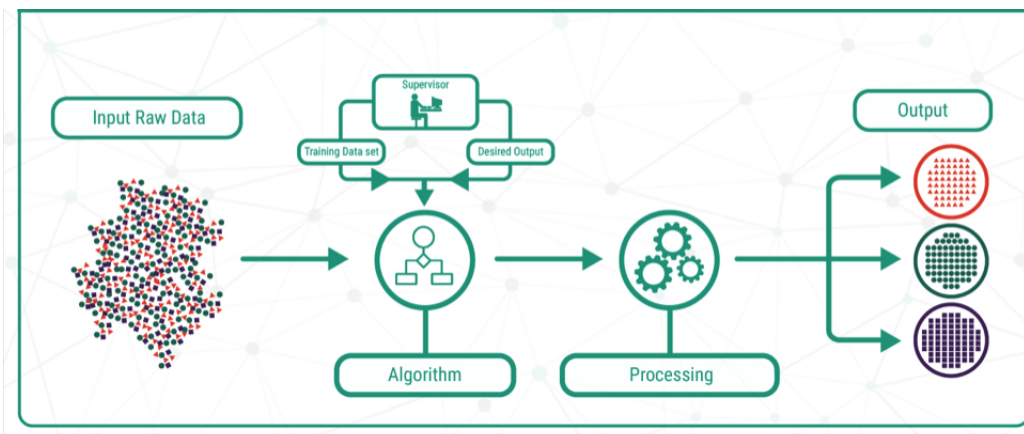 Supervisor
Input Raw Data
Output
Training Data set
Desired Output
Algorithm
Processing